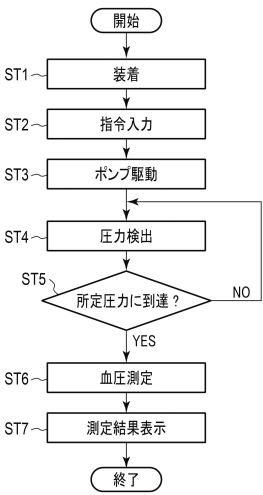 開始
ST1 装着
ST2 指令入力
ST3 ポンプ駆動
ST4 圧力検出
ST5
所定圧力に到達？
NO
YES
ST6 血圧測定
ST7 測定結果表示
終了